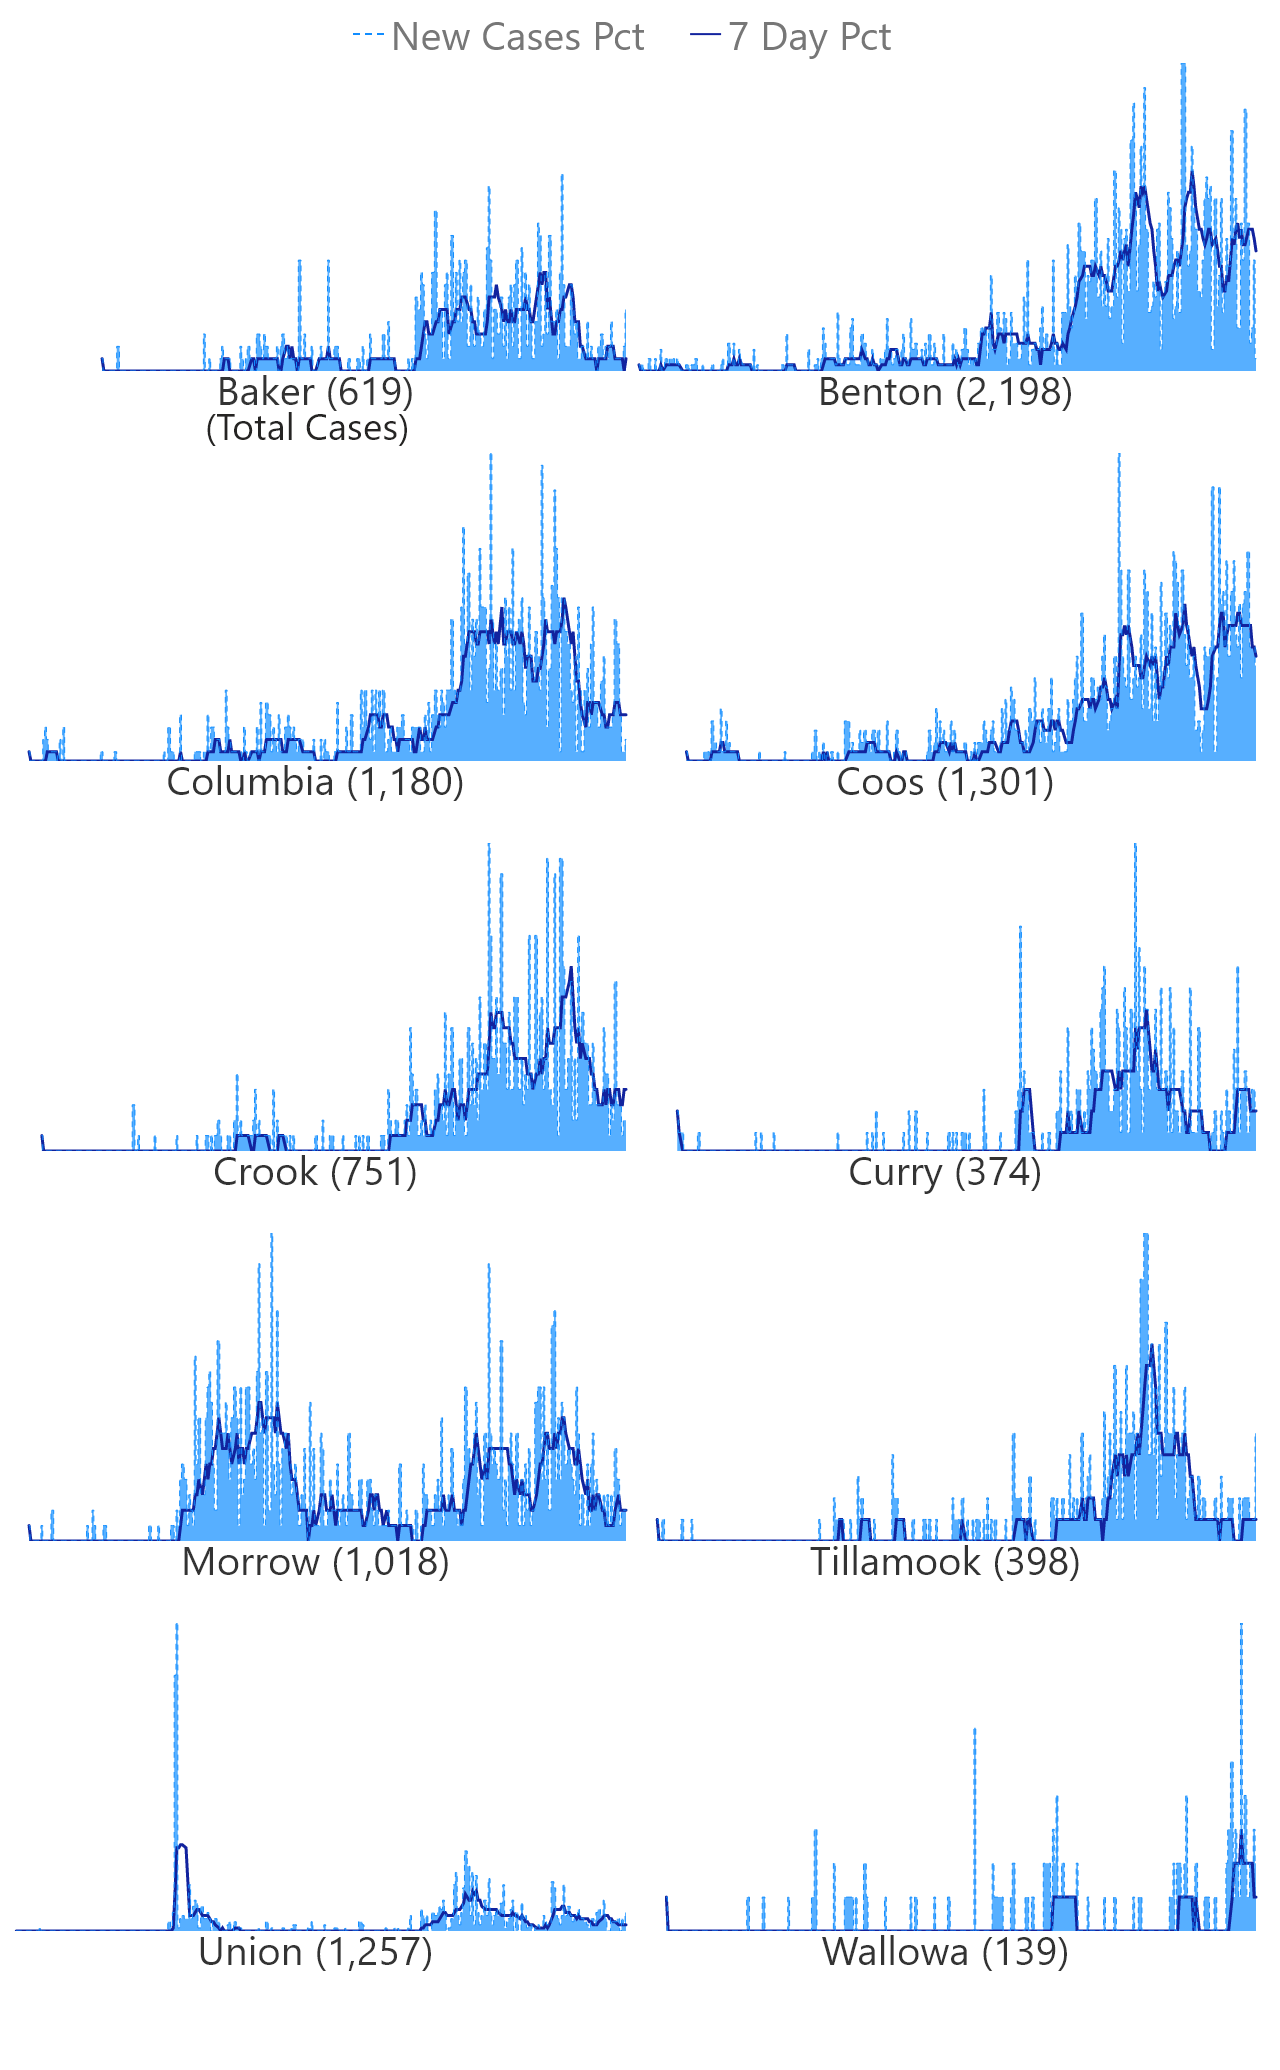 New Cases Pct 7 Day Pct
Baker (619) Benton (2,198)
(Total Cases)
Columbia (1,180) Coos (1,301)
Crook (751) Curry (374)
Morrow (1,018) Tillamook (398)
Union (1,257) Wallowa (139)